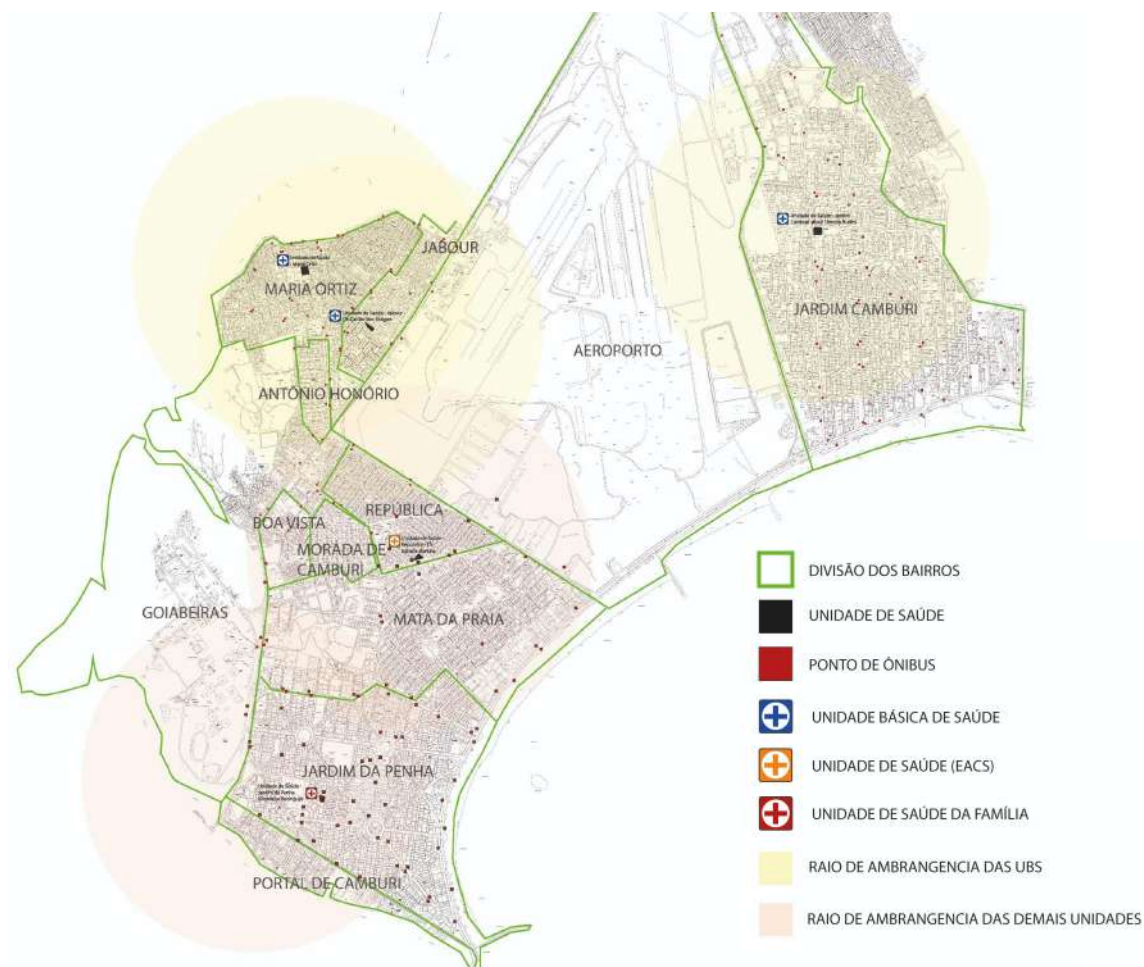 JABOUR
MARIA ORTIZ
JARDIM CAMBURI
AEROPORTO
ANTÔNIO HONÓRIO
REPÚBLICA
BOA VISTA
MORADA DE
CAMBURI
GOIABEIRAS
MATA DA PRAIA
JARDIM DA PENHA
PORTAL DE CAMBURI
DIVISÃO DOS BAIRROS
UNIDADE DE SAÚDE
PONTO DE ÔNIBUS
UNIDADE BÁSICA DE SAÚDE
UNIDADE DE SAÚDE (EACS)
UNIDADE DE SAÚDE DA FAMÍLIA
RAIO DE AMBRANGENCIA DAS UBS
RAIO DE AMBRANGENCIA DAS DEMAIS UNIDADES